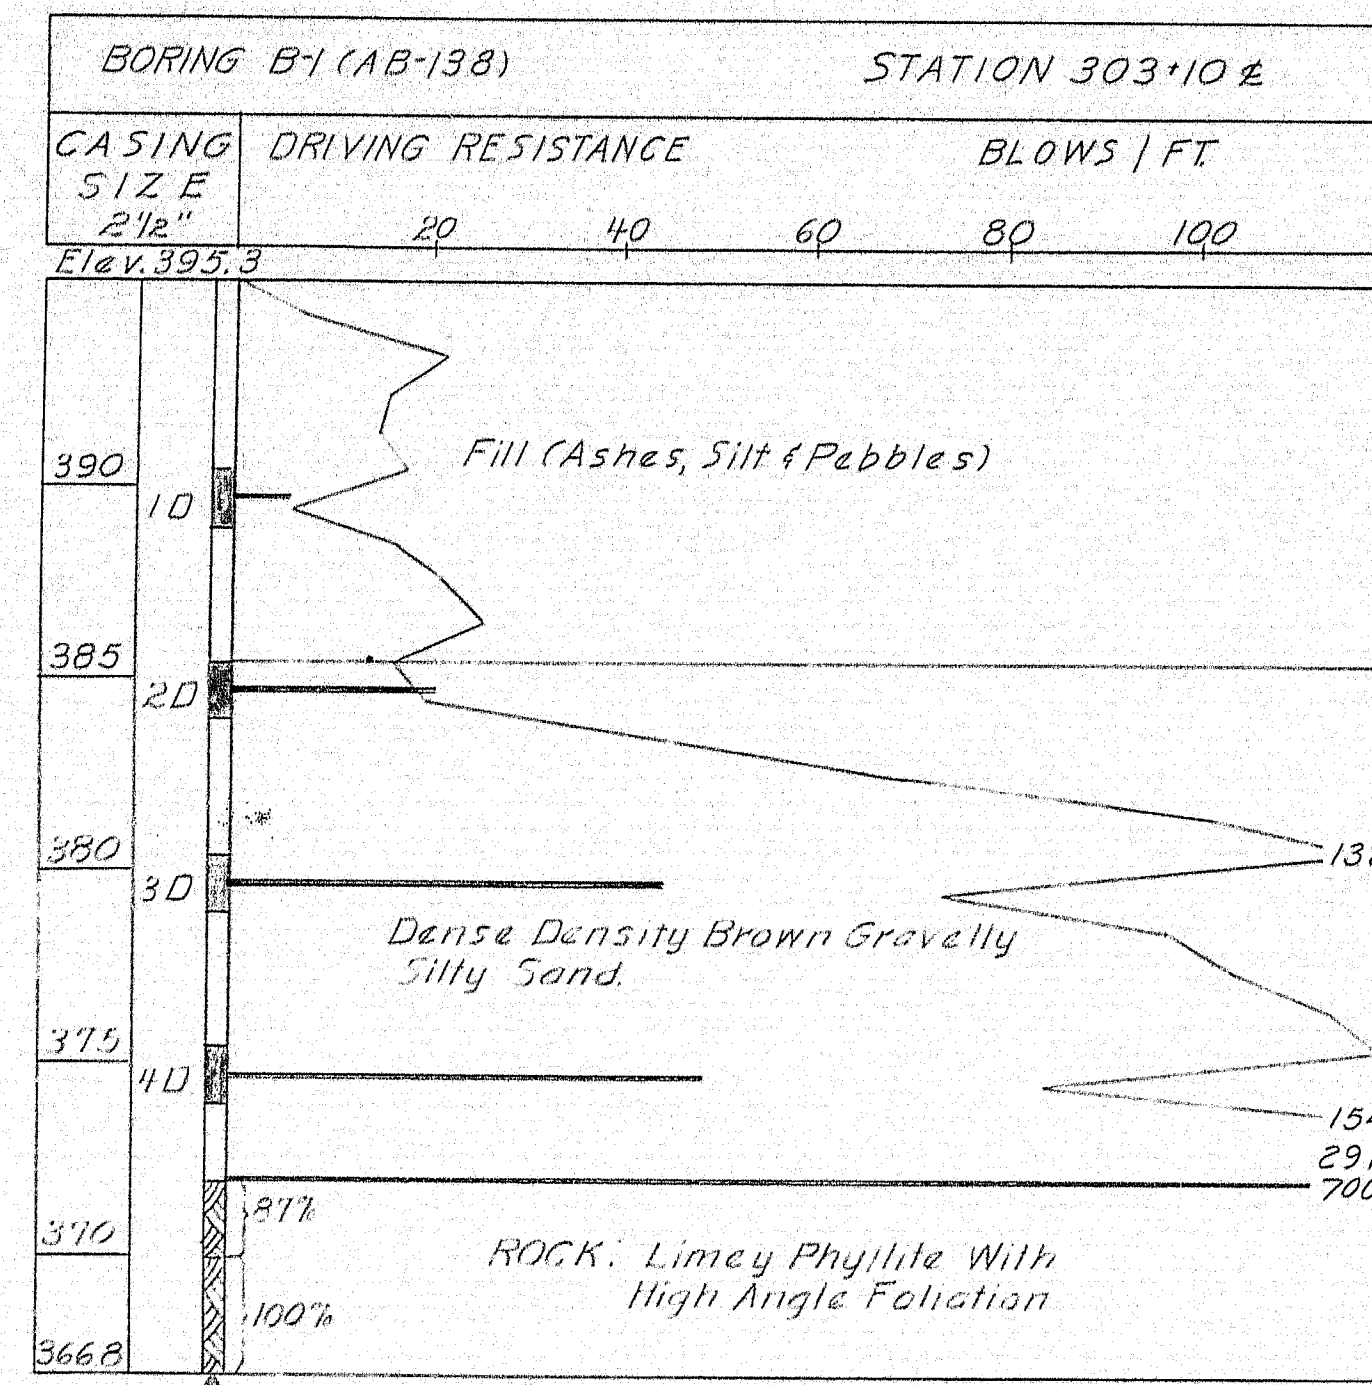 BORING B-1 (AB-138)
STATION 303+10 ℄
CASING SIZE 2½"
DRIVING RESISTANCE
BLOWS / FT.
20 40 60 80 100
Elev. 395.3
390
1D
Fill (Ashes, Silt & Pebbles)
385
2D
380
3D
Dense Density Brown Gravelly
Silty Sand.
375
4D
154
700
87%
370
ROCK: Limey Phyllite With
High Angle Foliation
100%
366.8